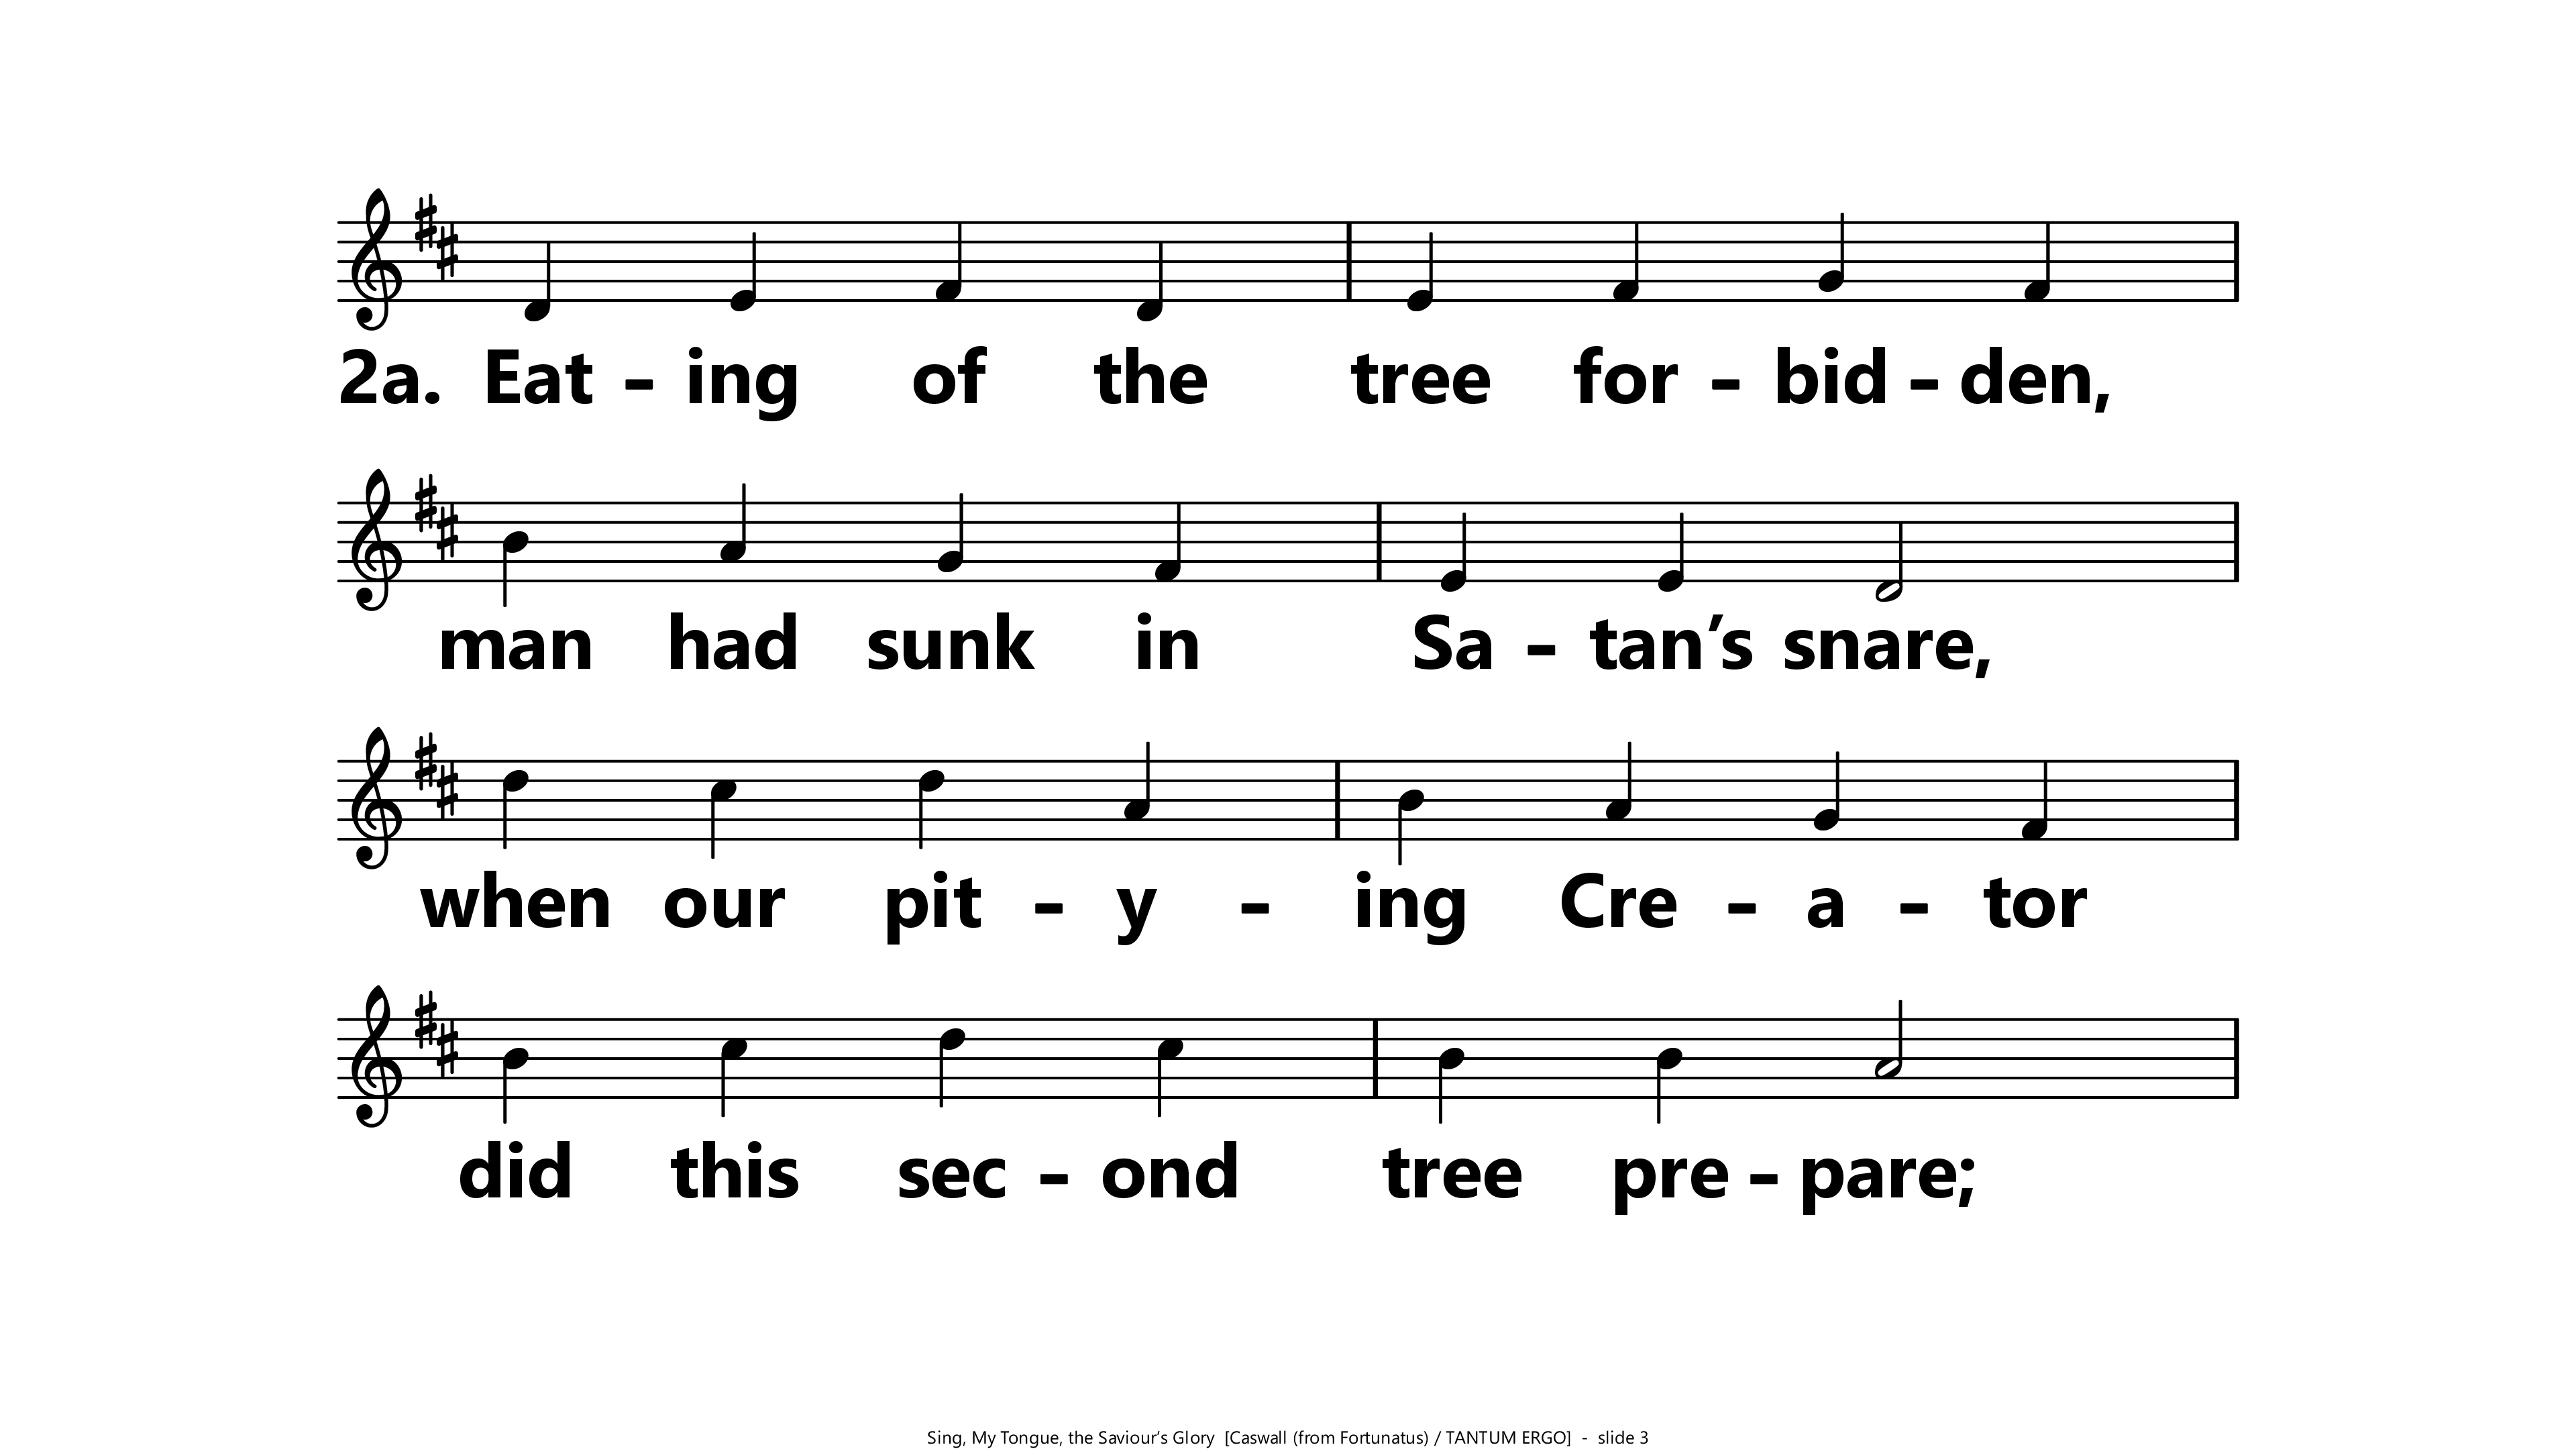 2a. Eat - ing of the tree for - bid - den,
man had sunk in Sa - tan’s snare,
when our pit - y - ing Cre - a - tor
did this sec - ond tree pre - pare;
Sing, My Tongue, the Saviour’s Glory [Caswall (from Fortunatus) / TANTUM ERGO] - slide 3